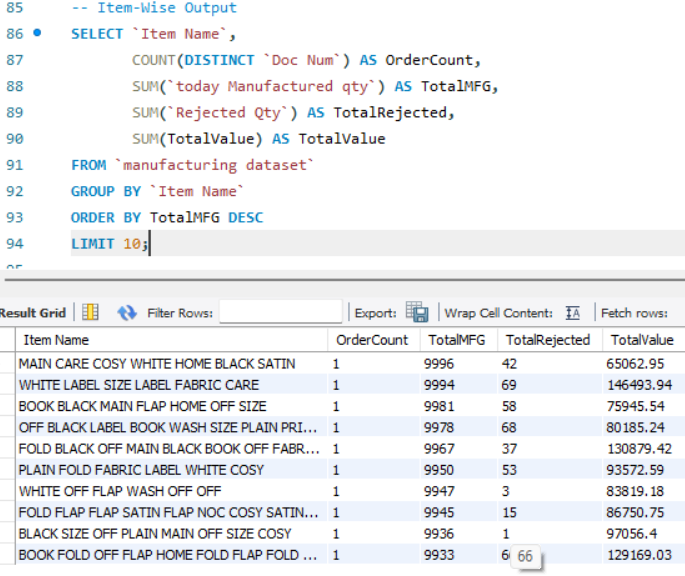 85 -- Item-Wise Output
86 SELECT `Item Name`,
87 COUNT(DISTINCT `Doc Num`) AS OrderCount,
88 SUM(`today Manufactured qty`) AS TotalMFG,
89 SUM(`Rejected Qty`) AS TotalRejected,
90 SUM(TotalValue) AS TotalValue
91 FROM `manufacturing dataset`
92 GROUP BY `Item Name`
93 ORDER BY TotalMFG DESC
94 LIMIT 10;
Result Grid Filter Rows: Export: Wrap Cell Content: IA Fetch rows:
Item Name OrderCount TotalMFG TotalRejected TotalValue
MAIN CARE COSY WHITE HOME BLACK SATIN 1 9996 42 65062.95
WHITE LABEL SIZE LABEL FABRIC CARE 1 9994 69 146493.94
BOOK BLACK MAIN FLAP HOME OFF SIZE 1 9981 58 75945.54
OFF BLACK LABEL BOOK WASH SIZE PLAIN PRI... 1 9978 68 80185.24
FOLD BLACK OFF MAIN BLACK BOOK OFF FABR... 1 9967 37 130879.42
PLAIN FOLD FABRIC LABEL WHITE COSY 1 9950 53 93572.59
WHITE OFF FLAP WASH OFF OFF 1 9947 3 83819.18
FOLD FLAP FLAP SATIN FLAP NOC COSY SATIN... 1 9945 15 86750.75
BLACK SIZE OFF PLAIN MAIN OFF SIZE COSY 1 9936 1 97056.4
BOOK FOLD OFF FLAP HOME FOLD FLAP FOLD ... 1 9933 66 129169.03